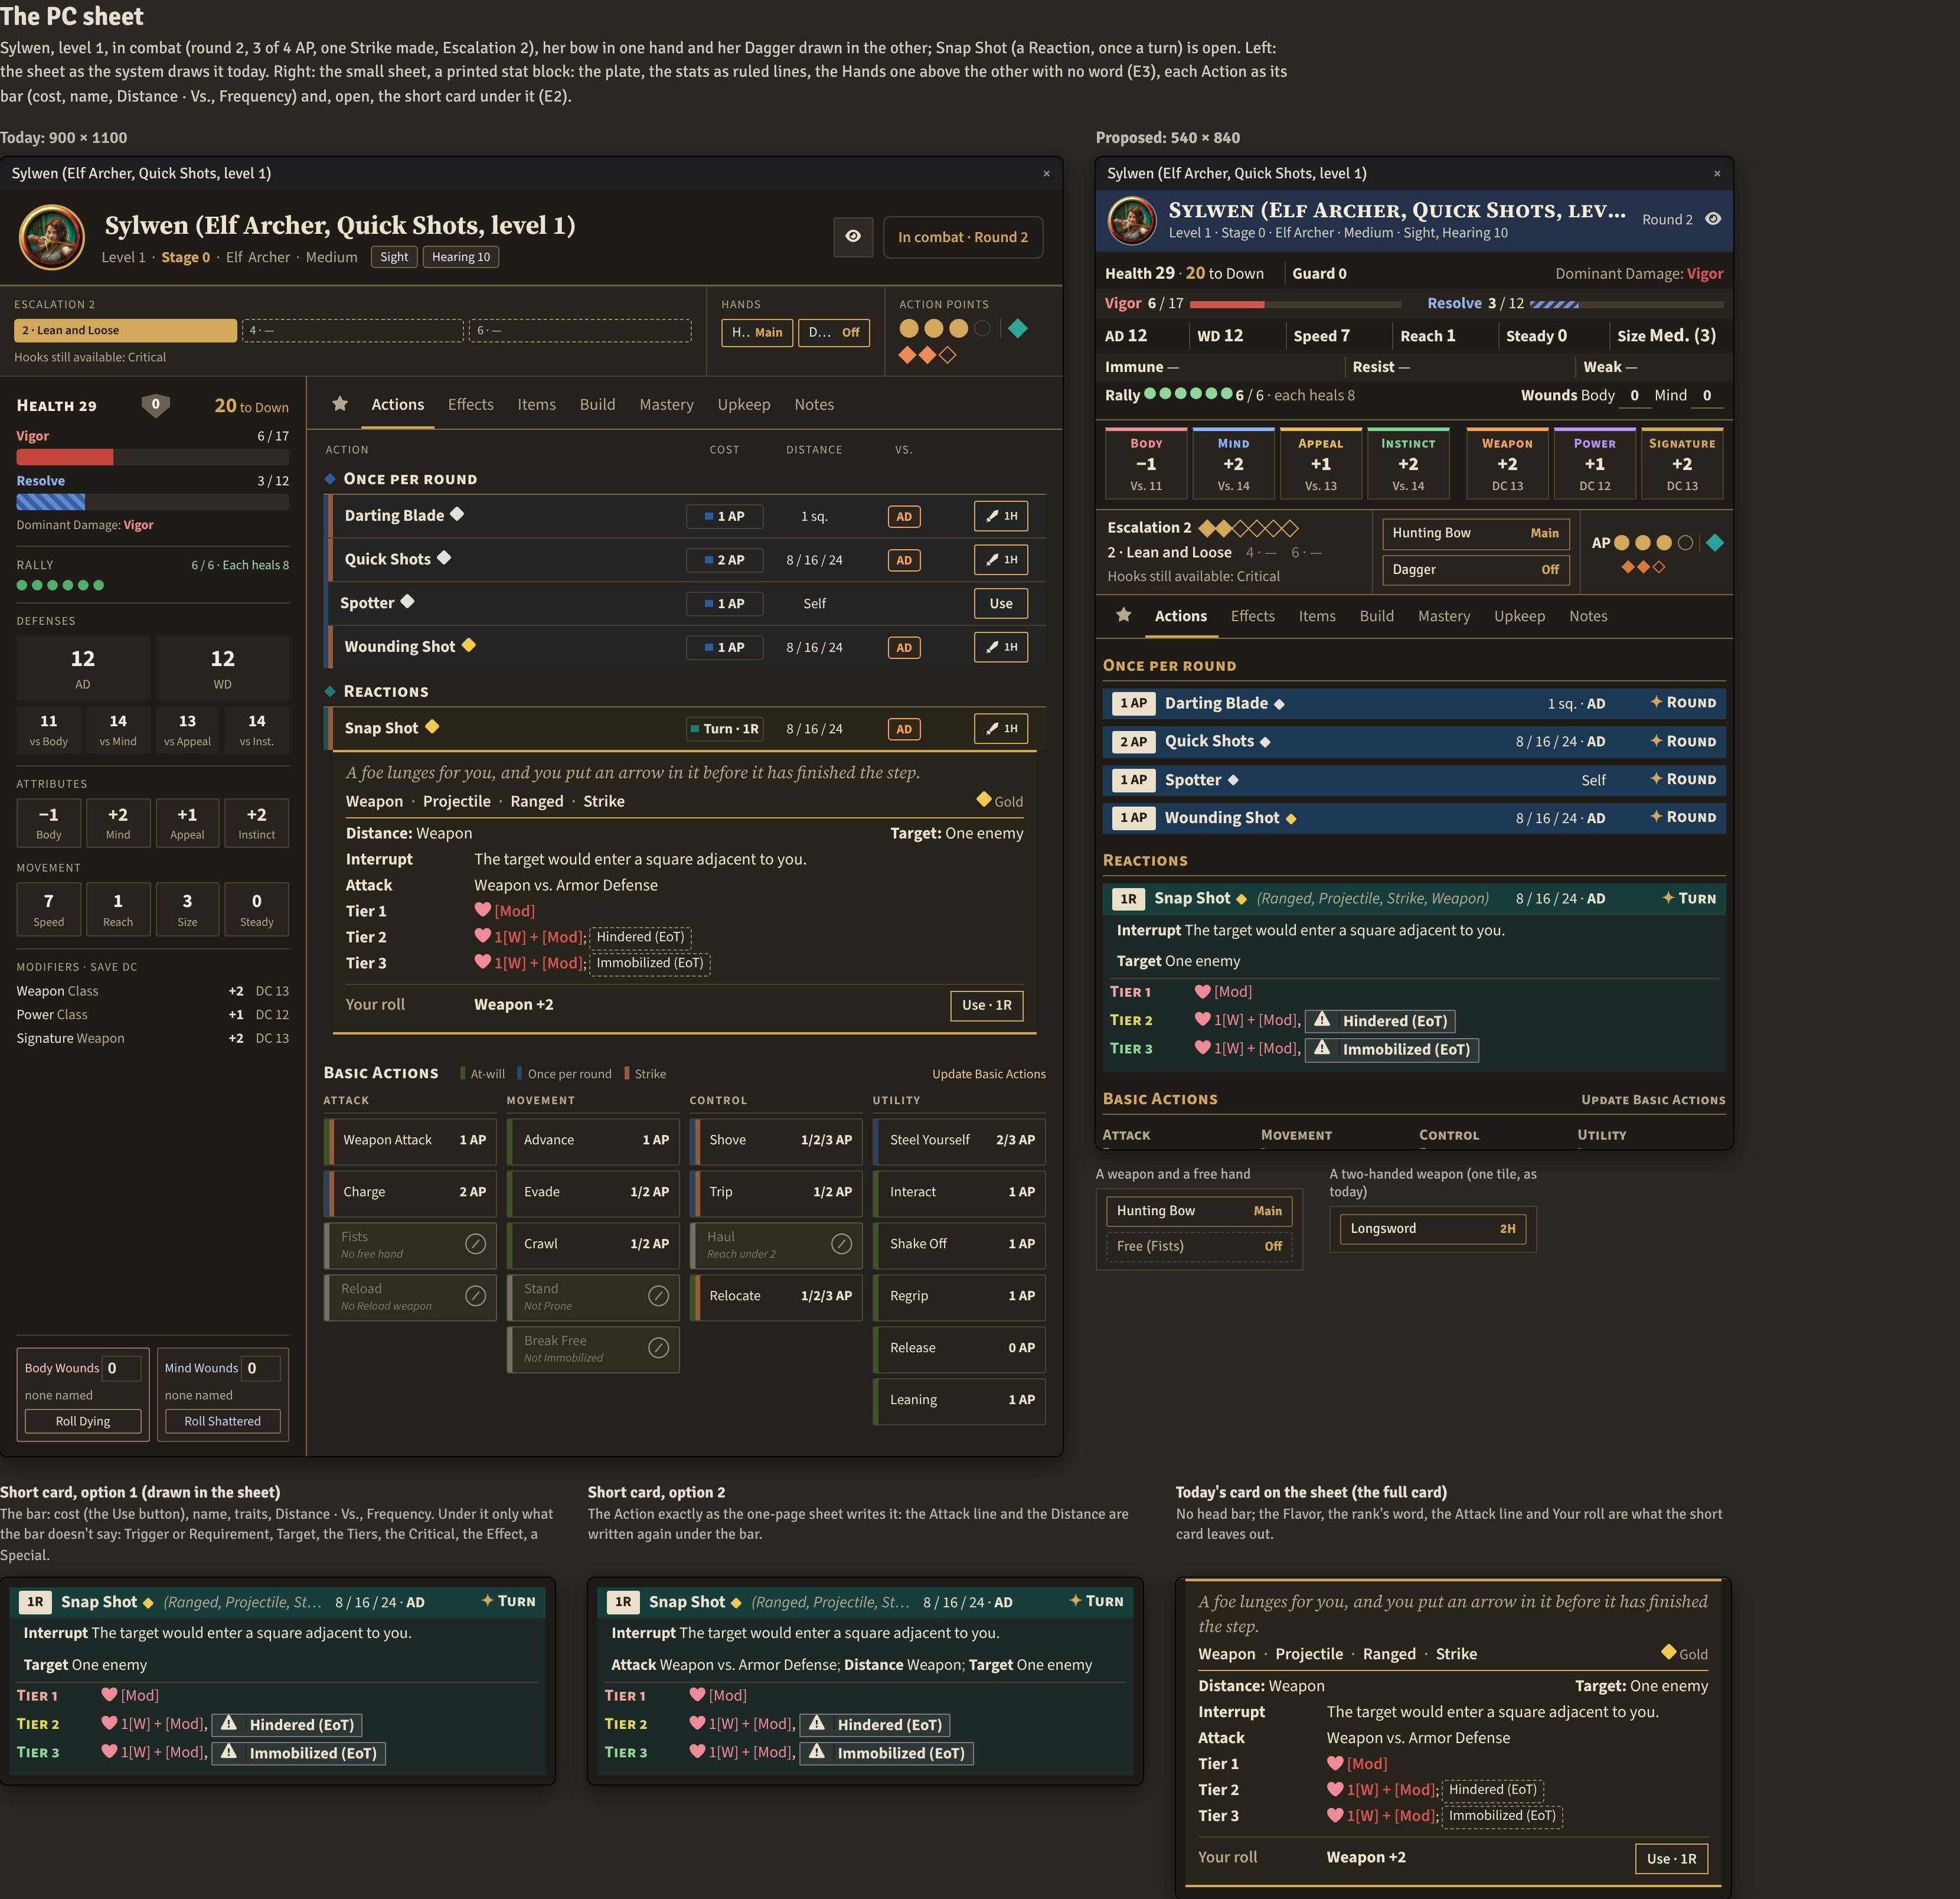 The PC sheet
Sylwen, level 1, in combat (round 2, 3 of 4 AP, one Strike made, Escalation 2), her bow in one hand and her Dagger drawn in the other; Snap Shot (a Reaction, once a turn) is open. Left:
the sheet as the system draws it today. Right: the small sheet, a printed stat block: the plate, the stats as ruled lines, the Hands one above the other with no word (E3), each Action as its
bar (cost, name, Distance · Vs., Frequency) and, open, the short card under it (E2).
Today: 900 × 1100
Sylwen (Elf Archer, Quick Shots, level 1) ×
Sylwen (Elf Archer, Quick Shots, level 1)
In combat · Round 2
Level 1 · Stage 0 · Elf Archer · Medium Sight Hearing 10
ESCALATION 2 HANDS ACTION POINTS
2 · Lean and Loose 4 · — 6 · — H.. Main D... Off
Hooks still available: Critical
HEALTH 29 0 20 to Down
Vigor 6 / 17
Resolve 3 / 12
Dominant Damage: Vigor
RALLY 6 / 6 · Each heals 8
DEFENSES
12 12
AD WD
11 14 13 14
vs Body vs Mind vs Appeal vs Inst.
ATTRIBUTES
−1 +2 +1 +2
Body Mind Appeal Instinct
MOVEMENT
7 1 3 0
Speed Reach Size Steady
MODIFIERS · SAVE DC
Weapon Class +2 DC 13
Power Class +1 DC 12
Signature Weapon +2 DC 13
Body Wounds 0 Mind Wounds 0
none named none named
Roll Dying Roll Shattered
Actions Effects Items Build Mastery Upkeep Notes
ACTION COST DISTANCE VS.
ONCE PER ROUND
Darting Blade 1 AP 1 sq. AD 1H
Quick Shots 2 AP 8 / 16 / 24 AD 1H
Spotter 1 AP Self Use
Wounding Shot 1 AP 8 / 16 / 24 AD 1H
REACTIONS
Snap Shot Turn · 1R 8 / 16 / 24 AD 1H
A foe lunges for you, and you put an arrow in it before it has finished the step.
Weapon · Projectile · Ranged · Strike Gold
Distance: Weapon Target: One enemy
Interrupt The target would enter a square adjacent to you.
Attack Weapon vs. Armor Defense
Tier 1 [Mod]
Tier 2 1[W] + [Mod]; Hindered (EoT)
Tier 3 1[W] + [Mod]; Immobilized (EoT)
Your roll Weapon +2 Use · 1R
BASIC ACTIONS At-will Once per round Strike Update Basic Actions
ATTACK MOVEMENT CONTROL UTILITY
Weapon Attack 1 AP Advance 1 AP Shove 1/2/3 AP Steel Yourself 2/3 AP
Charge 2 AP Evade 1/2 AP Trip 1/2 AP Interact 1 AP
Fists Crawl 1/2 AP Haul Shake Off 1 AP
No free hand Reach under 2
Reload Stand Relocate 1/2/3 AP Regrip 1 AP
No Reload weapon Not Prone
Break Free Release 0 AP
Not Immobilized
Leaning 1 AP
Proposed: 540 × 840
Sylwen (Elf Archer, Quick Shots, level 1) ×
SYLWEN (ELF ARCHER, QUICK SHOTS, LEV... Round 2
Level 1 · Stage 0 · Elf Archer · Medium · Sight, Hearing 10
Health 29 · 20 to Down Guard 0 Dominant Damage: Vigor
Vigor 6 / 17 Resolve 3 / 12
AD 12 WD 12 Speed 7 Reach 1 Steady 0 Size Med. (3)
Immune — Resist — Weak —
Rally 6 / 6 · each heals 8 Wounds Body 0 Mind 0
BODY MIND APPEAL INSTINCT WEAPON POWER SIGNATURE
−1 +2 +1 +2 +2 +1 +2
Vs. 11 Vs. 14 Vs. 13 Vs. 14 DC 13 DC 12 DC 13
Escalation 2
2 · Lean and Loose 4 · — 6 · —
Hooks still available: Critical
Hunting Bow Main
Dagger Off
AP
Actions Effects Items Build Mastery Upkeep Notes
ONCE PER ROUND
1 AP Darting Blade 1 sq. · AD ROUND
2 AP Quick Shots 8 / 16 / 24 · AD ROUND
1 AP Spotter Self ROUND
1 AP Wounding Shot 8 / 16 / 24 · AD ROUND
REACTIONS
1R Snap Shot (Ranged, Projectile, Strike, Weapon) 8 / 16 / 24 · AD TURN
Interrupt The target would enter a square adjacent to you.
Target One enemy
TIER 1 [Mod]
TIER 2 1[W] + [Mod], Hindered (EoT)
TIER 3 1[W] + [Mod], Immobilized (EoT)
BASIC ACTIONS UPDATE BASIC ACTIONS
ATTACK MOVEMENT CONTROL UTILITY
A weapon and a free hand
Hunting Bow Main
Free (Fists) Off
A two-handed weapon (one tile, as
today)
Longsword 2H
Short card, option 1 (drawn in the sheet)
The bar: cost (the Use button), name, traits, Distance · Vs., Frequency. Under it only what
the bar doesn't say: Trigger or Requirement, Target, the Tiers, the Critical, the Effect, a
Special.
1R Snap Shot (Ranged, Projectile, St... 8 / 16 / 24 · AD TURN
Interrupt The target would enter a square adjacent to you.
Target One enemy
TIER 1 [Mod]
TIER 2 1[W] + [Mod], Hindered (EoT)
TIER 3 1[W] + [Mod], Immobilized (EoT)
Short card, option 2
The Action exactly as the one-page sheet writes it: the Attack line and the Distance are
written again under the bar.
1R Snap Shot (Ranged, Projectile, St... 8 / 16 / 24 · AD TURN
Interrupt The target would enter a square adjacent to you.
Attack Weapon vs. Armor Defense; Distance Weapon; Target One enemy
TIER 1 [Mod]
TIER 2 1[W] + [Mod], Hindered (EoT)
TIER 3 1[W] + [Mod], Immobilized (EoT)
Today's card on the sheet (the full card)
No head bar; the Flavor, the rank's word, the Attack line and Your roll are what the short
card leaves out.
A foe lunges for you, and you put an arrow in it before it has finished
the step.
Weapon · Projectile · Ranged · Strike Gold
Distance: Weapon Target: One enemy
Interrupt The target would enter a square adjacent to you.
Attack Weapon vs. Armor Defense
Tier 1 [Mod]
Tier 2 1[W] + [Mod]; Hindered (EoT)
Tier 3 1[W] + [Mod]; Immobilized (EoT)
Your roll Weapon +2 Use · 1R